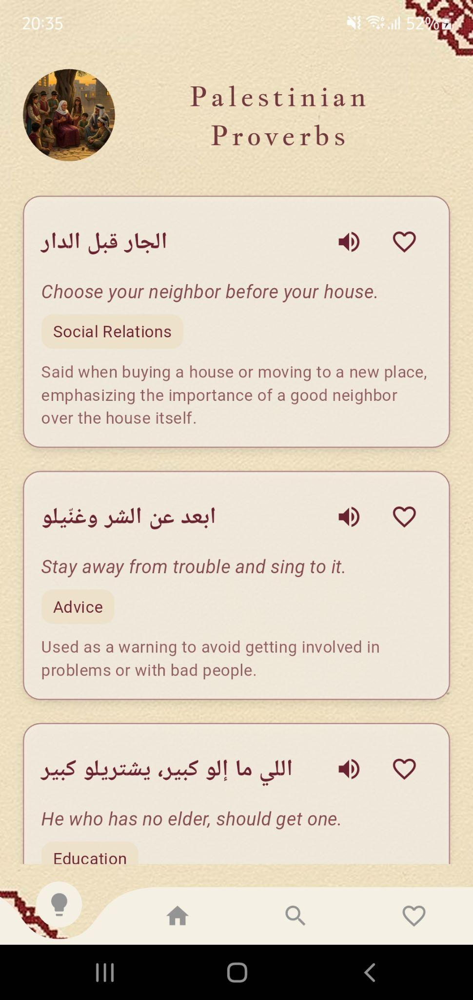 20:35
52%
Palestinian
Proverbs
الجار قبل الدار
Choose your neighbor before your house.
Social Relations
Said when buying a house or moving to a new place,
emphasizing the importance of a good neighbor
over the house itself.
ابعد عن الشر وغنّيلو
Stay away from trouble and sing to it.
Advice
Used as a warning to avoid getting involved in
problems or with bad people.
اللي ما إلو كبير، يشتريلو كبير
He who has no elder, should get one.
Education